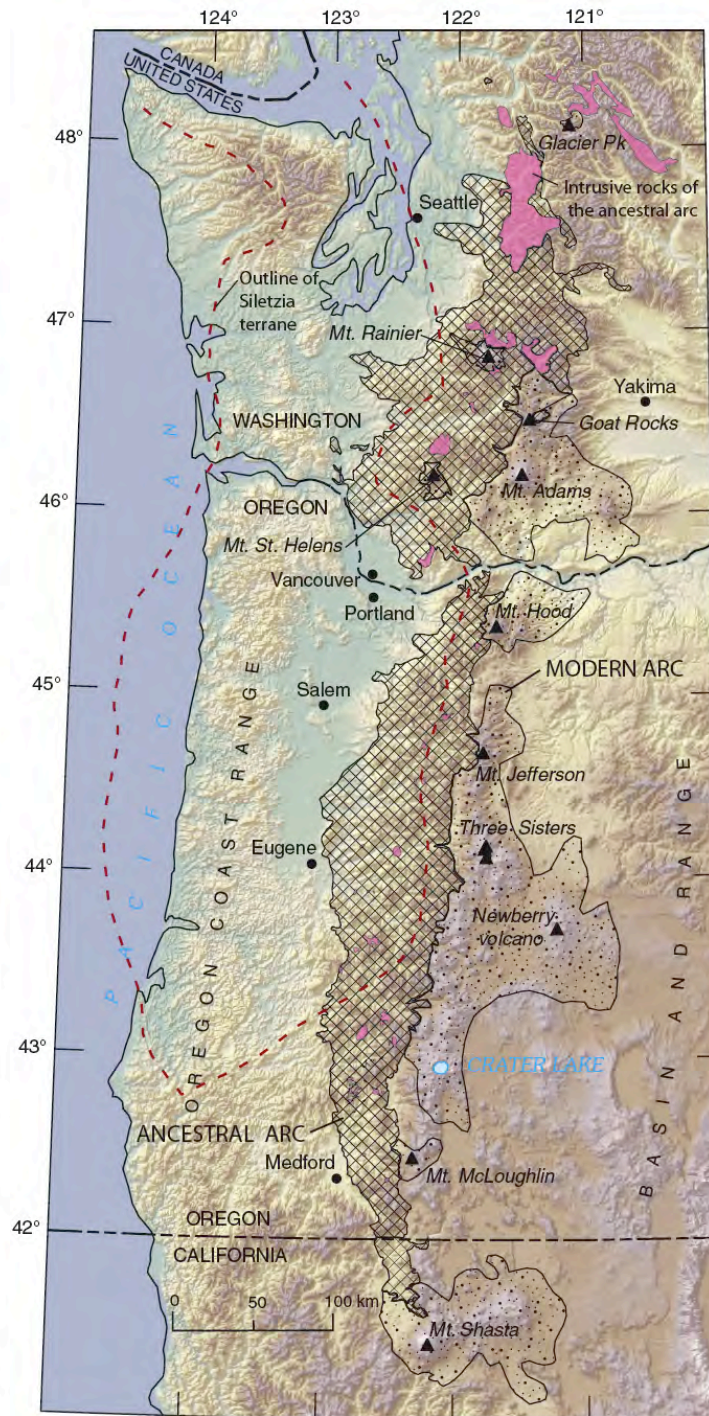 124°
123°
122°
121°
CANADA
UNITED STATES
48°
Glacier Pk
Intrusive rocks of
the ancestral arc
Seattle
Outline of
Siletzia
terrane
47°
Mt. Rainier
Yakima
WASHINGTON
Goat Rocks
46°
OREGON
Mt. Adams
Mt. St. Helens
Vancouver
Portland
Mt. Hood
45°
MODERN ARC
Salem
Mt. Jefferson
Three Sisters
Eugene
44°
Newberry
volcano
PACIFIC OCEAN
OREGON COAST RANGE
BASIN AND RANGE
43°
CRATER LAKE
ANCESTRAL ARC
Medford
Mt. McLoughlin
42°
OREGON
CALIFORNIA
0 50 100 km
Mt. Shasta